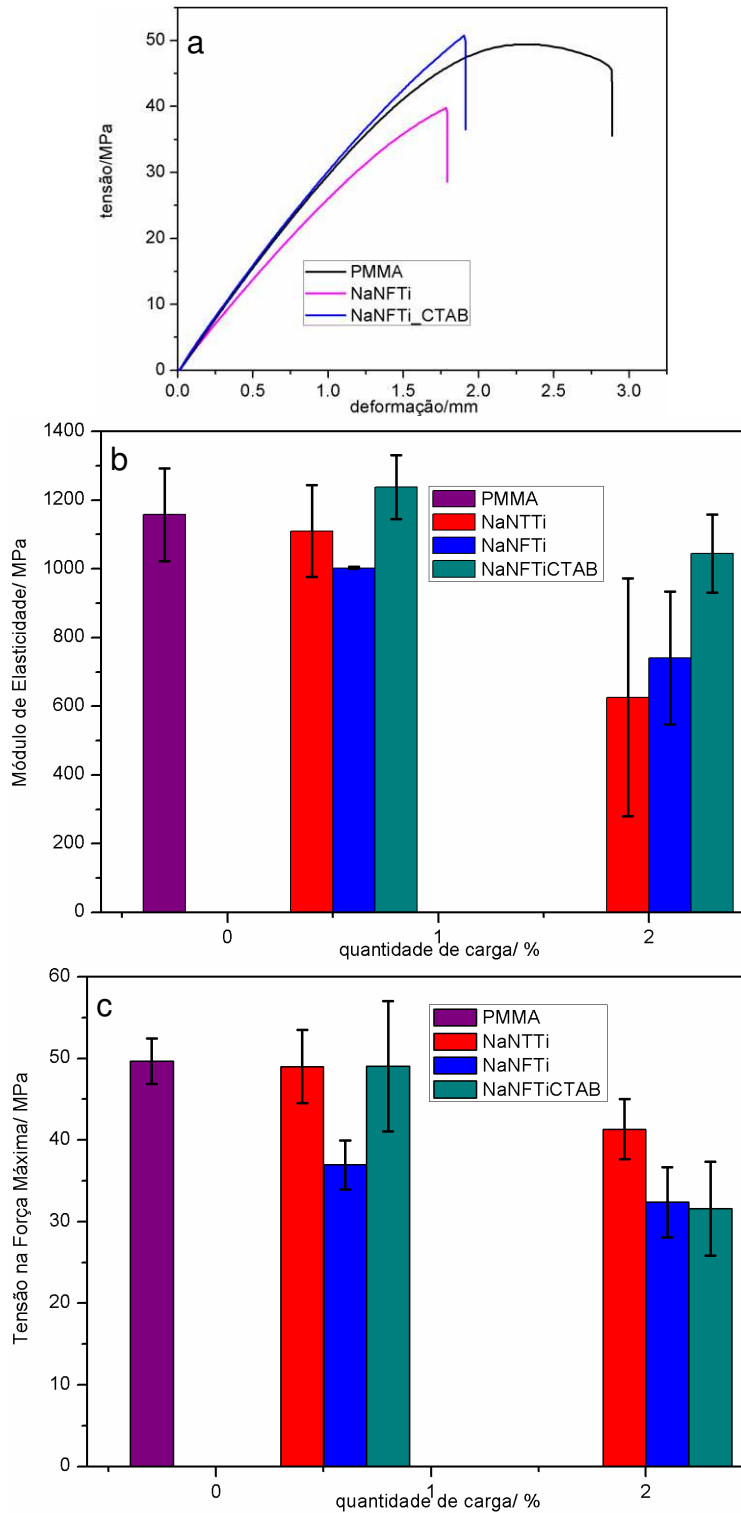 a
50
40
30
20
10
0
tensão/MPa
PMMA
NaNFTi
NaNFTi_CTAB
0.0 0.5 1.0 1.5 2.0 2.5 3.0
deformação/mm
b
1400
1200
1000
800
600
400
200
0
Módulo de Elasticidade/ MPa
PMMA
NaNTTi
NaNFTi
NaNFTiCTAB
0 1 2
quantidade de carga/ %
c
60
50
40
30
20
10
0
Tensão na Força Máxima/ MPa
PMMA
NaNTTi
NaNFTi
NaNFTiCTAB
0 1 2
quantidade de carga/ %